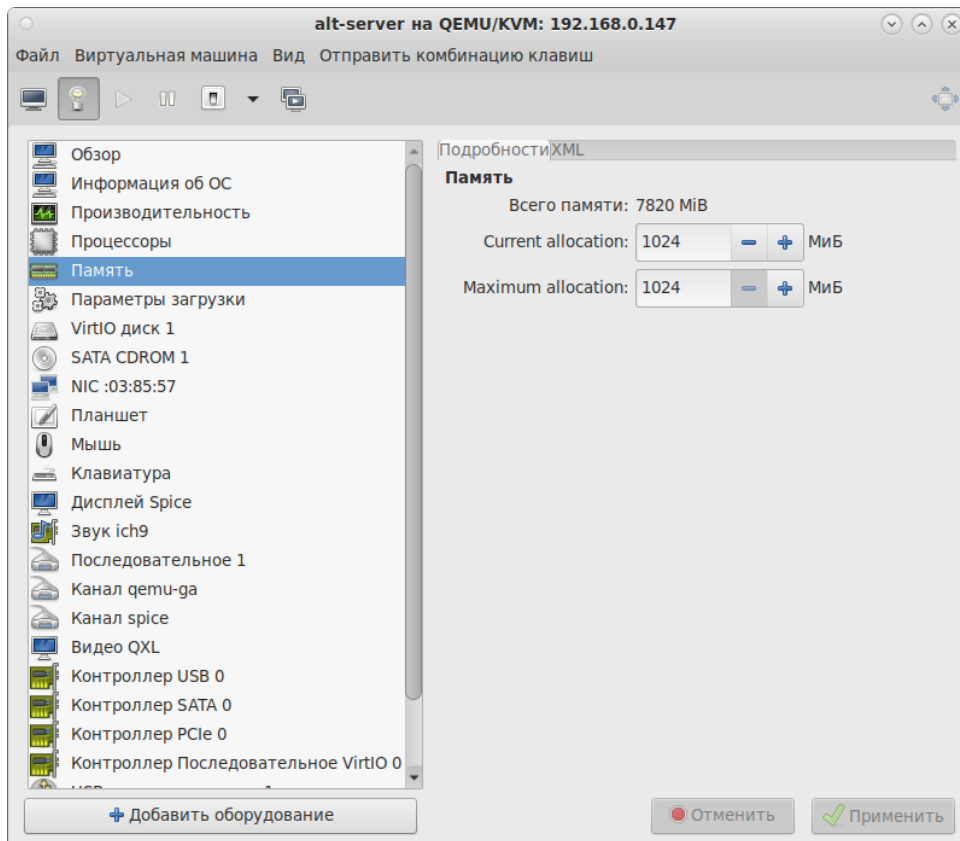 alt-server на QEMU/KVM: 192.168.0.147
Файл Виртуальная машина Вид Отправить комбинацию клавиш
Обзор
Информация об ОС
Производительность
Процессоры
Память
Параметры загрузки
VirtIO диск 1
SATA CDROM 1
NIC :03:85:57
Планшет
Мышь
Клавиатура
Дисплей Spice
Звук ich9
Последовательное 1
Канал qemu-ga
Канал spice
Видео QXL
Контроллер USB 0
Контроллер SATA 0
Контроллер PCIe 0
Контроллер Последовательное VirtIO 0
Добавить оборудование
Подробности XML
Память
Всего памяти: 7820 MiB
Current allocation: 1024 МиБ
Maximum allocation: 1024 МиБ
Отменить Применить